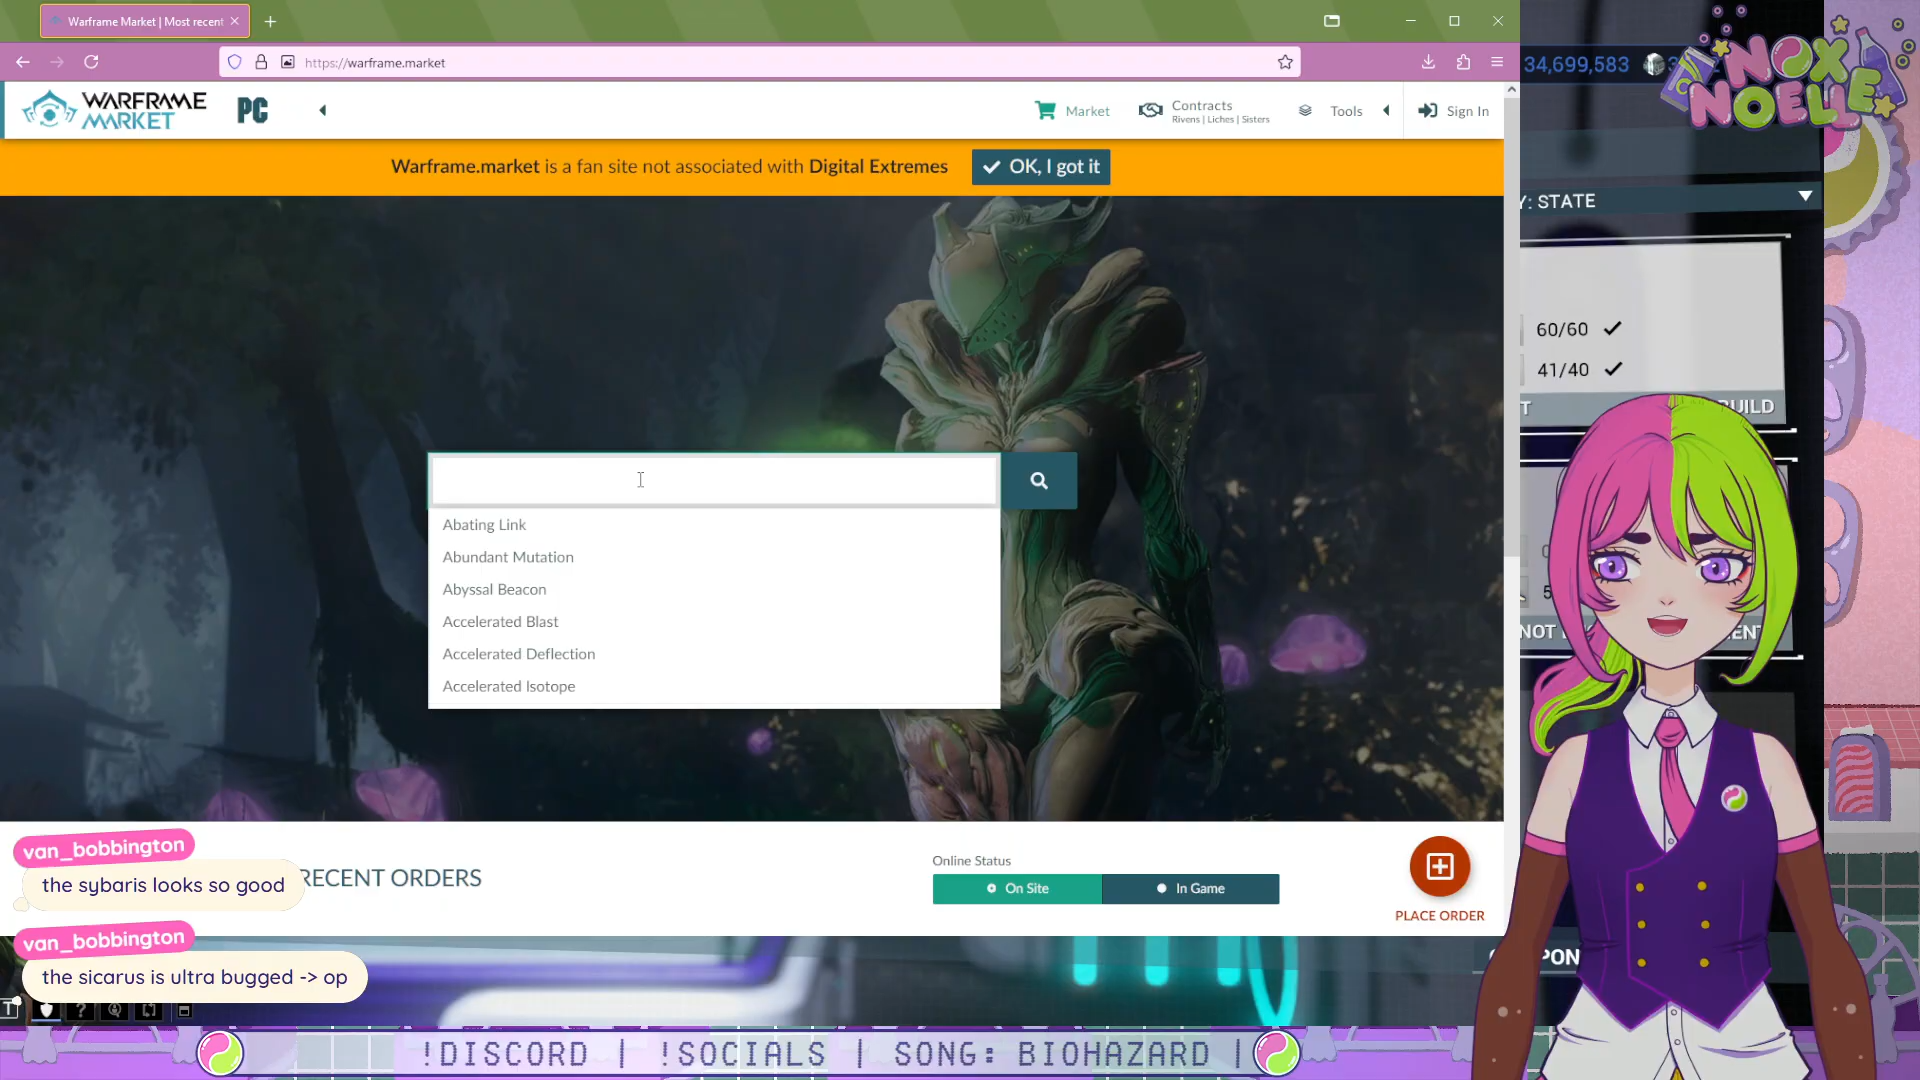 Warframe Market | Most recent
https://warframe.market
WARFRAME
MARKET
PC
Market
Contracts
Rivens | Liches | Sisters
Tools
Sign In
Warframe.market is a fan site not associated with Digital Extremes
OK, I got it
34,699,583
NOX
NOELLE
Y: STATE
60/60
41/40
BUILD
Abating Link
Abundant Mutation
Abyssal Beacon
Accelerated Blast
Accelerated Deflection
Accelerated Isotope
RECENT ORDERS
Online Status
On Site
In Game
PLACE ORDER
van_bobbington
the sybaris looks so good
van_bobbington
the sicarus is ultra bugged -> op
!DISCORD | !SOCIALS | SONG: BIOHAZARD |